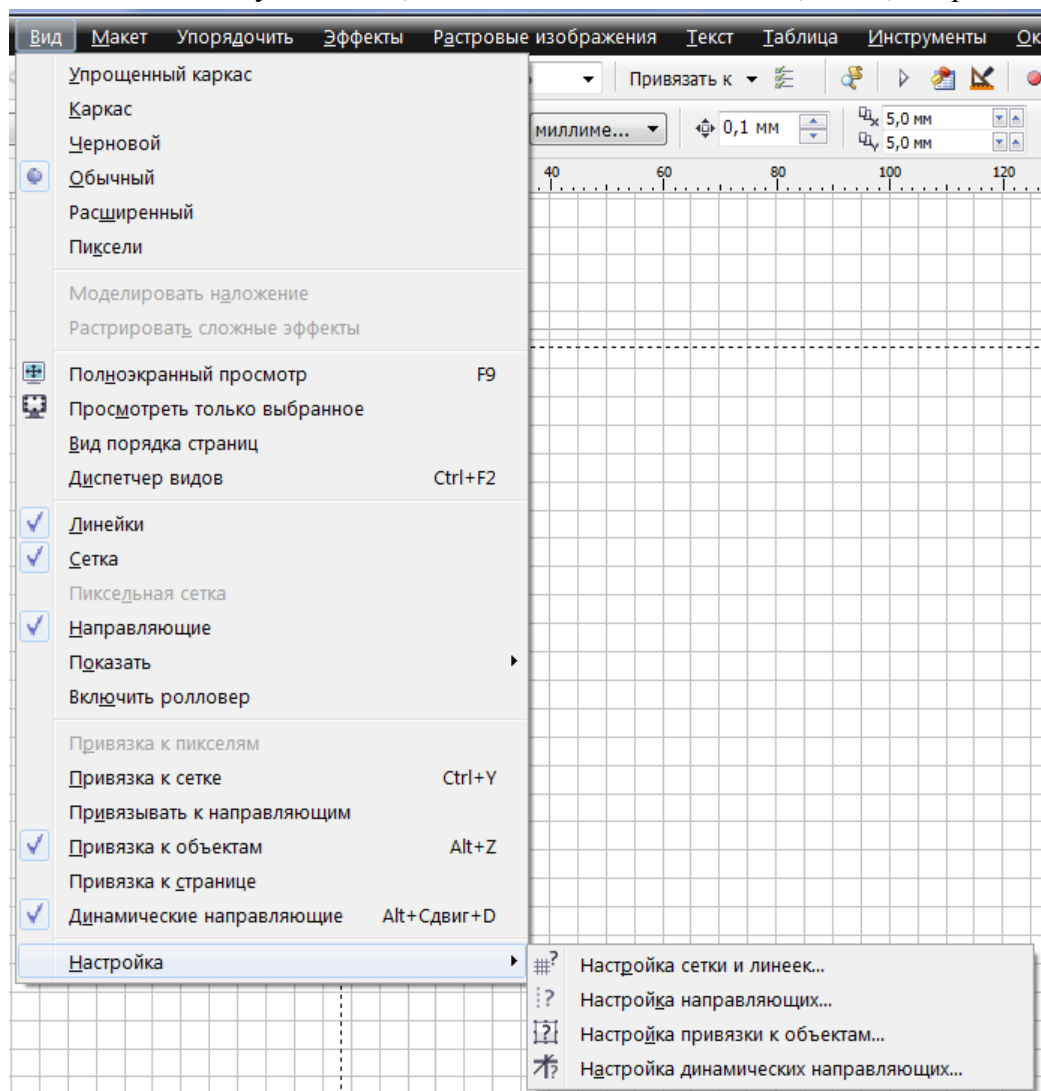 Вид Макет Упорядочить Эффекты Растровые изображения Текст Таблица Инструменты Ок
Привязать к
миллиме... 0,1 мм 5,0 мм
5,0 мм
40 60 80 100 120
Упрощенный каркас
Каркас
Черновой
Обычный
Расширенный
Пиксели
Моделировать наложение
Растрировать сложные эффекты
Полноэкранный просмотр F9
Просмотреть только выбранное
Вид порядка страниц
Диспетчер видов Ctrl+F2
Линейки
Сетка
Пиксельная сетка
Направляющие
Показать
Включить ролловер
Привязка к пикселям
Привязка к сетке Ctrl+Y
Привязывать к направляющим
Привязка к объектам Alt+Z
Привязка к странице
Динамические направляющие Alt+Сдвиг+D
Настройка
Настройка сетки и линеек...
Настройка направляющих...
Настройка привязки к объектам...
Настройка динамических направляющих...